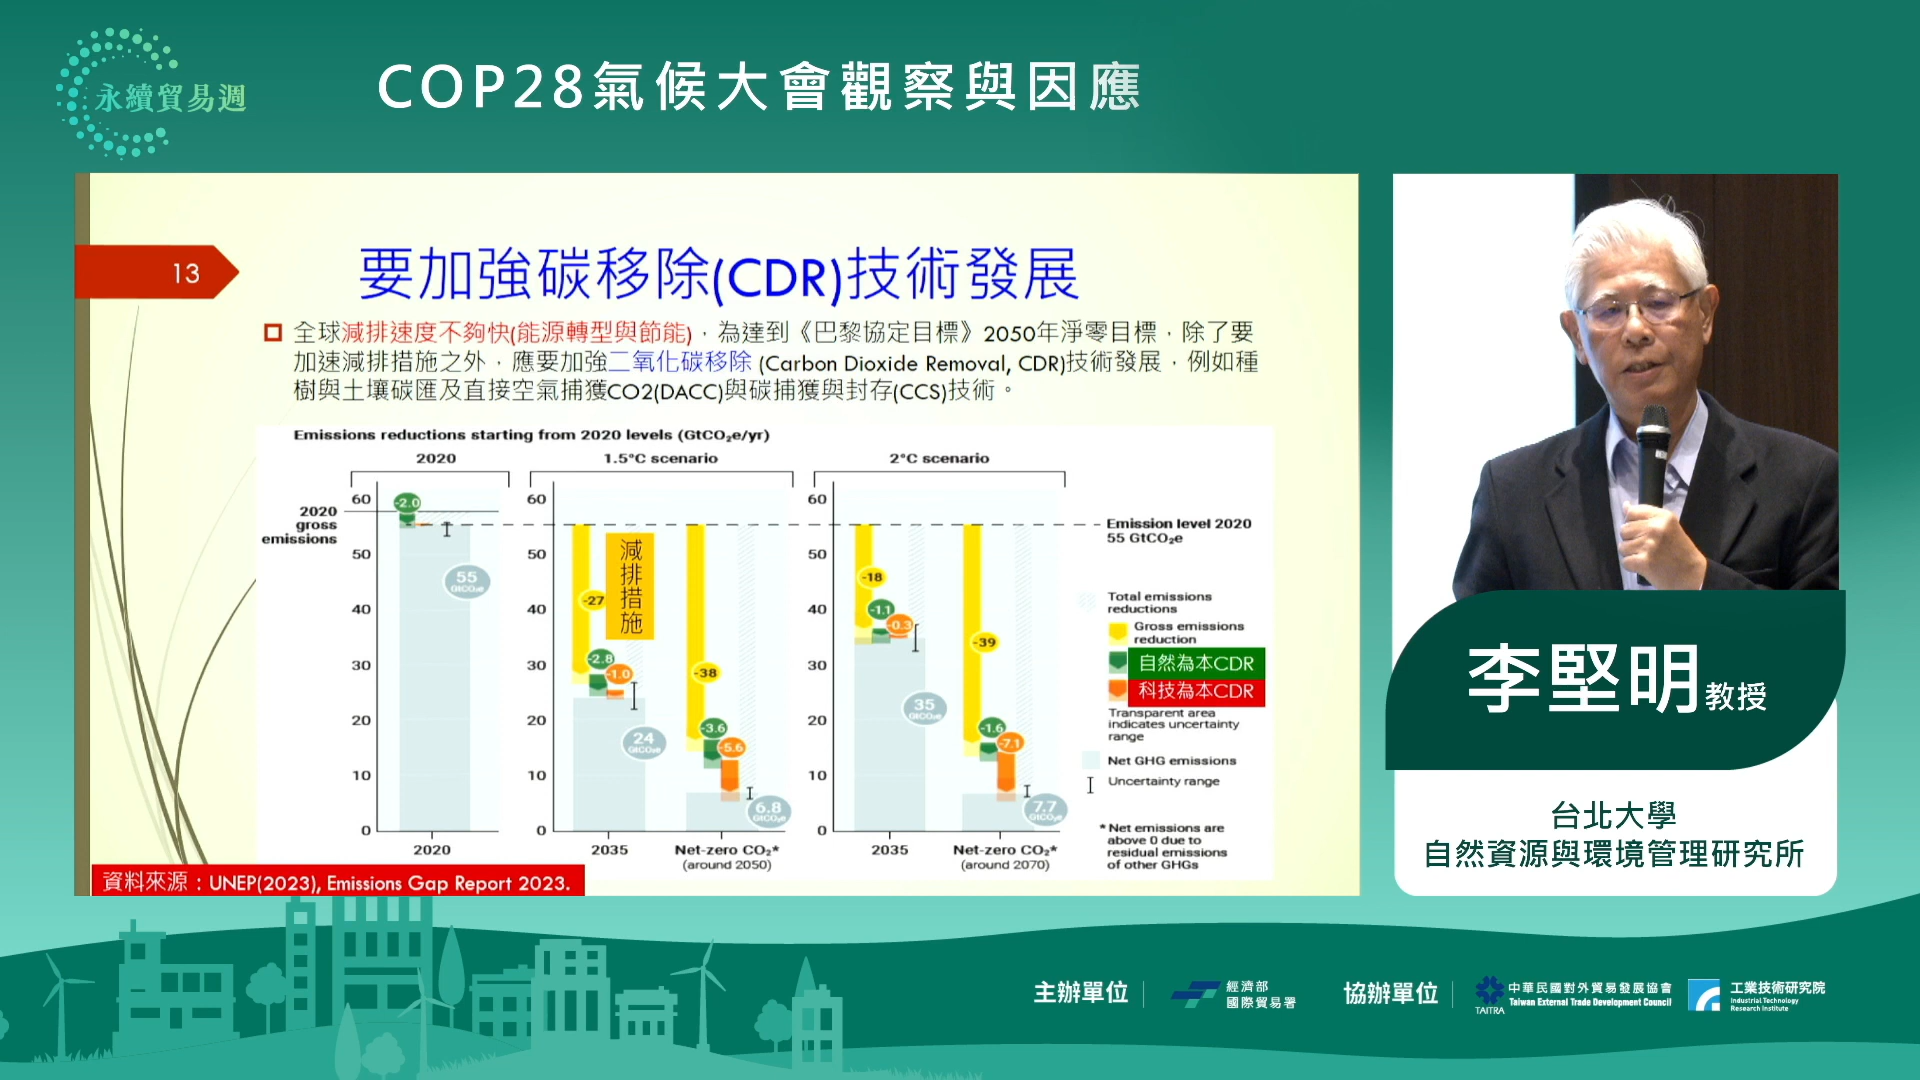 永續貿易週
COP28氣候大會觀察與因應
13
要加強碳移除(CDR)技術發展
全球減排速度不夠快(能源轉型與節能)，為達到《巴黎協定目標》2050年淨零目標，除了要
加速減排措施之外，應要加強二氧化碳移除 (Carbon Dioxide Removal, CDR)技術發展，例如種
樹與土壤碳匯及直接空氣捕獲CO2(DACC)與碳捕獲與封存(CCS)技術。
Emissions reductions starting from 2020 levels (GtCO₂e/yr)
2020
1.5°C scenario
2°C scenario
2020
gross
emissions
60
50
40
30
20
10
0
-2.0
55
GtCO₂e
2020
60
50
40
30
20
10
0
減排措施
-27
-2.8
-1.0
24
GtCO₂e
2035
-38
-3.6
-5.6
6.8
GtCO₂e
Net-zero CO₂*
(around 2050)
60
50
40
30
20
10
0
-18
-1.1
-0.3
35
GtCO₂e
2035
-39
-1.6
-7.1
7.7
GtCO₂e
Net-zero CO₂*
(around 2070)
Emission level 2020
55 GtCO₂e
Total emissions
reductions
Gross emissions
reduction
自然為本CDR
科技為本CDR
Transparent area
indicates uncertainty
range
Net GHG emissions
Uncertainty range
* Net emissions are
above 0 due to
residual emissions
of other GHGs
資料來源：UNEP(2023), Emissions Gap Report 2023.
李堅明教授
台北大學
自然資源與環境管理研究所
主辦單位
經濟部
國際貿易署
協辦單位
TAITRA
中華民國對外貿易發展協會
Taiwan External Trade Development Council
工業技術研究院
Industrial Technology
Research Institute